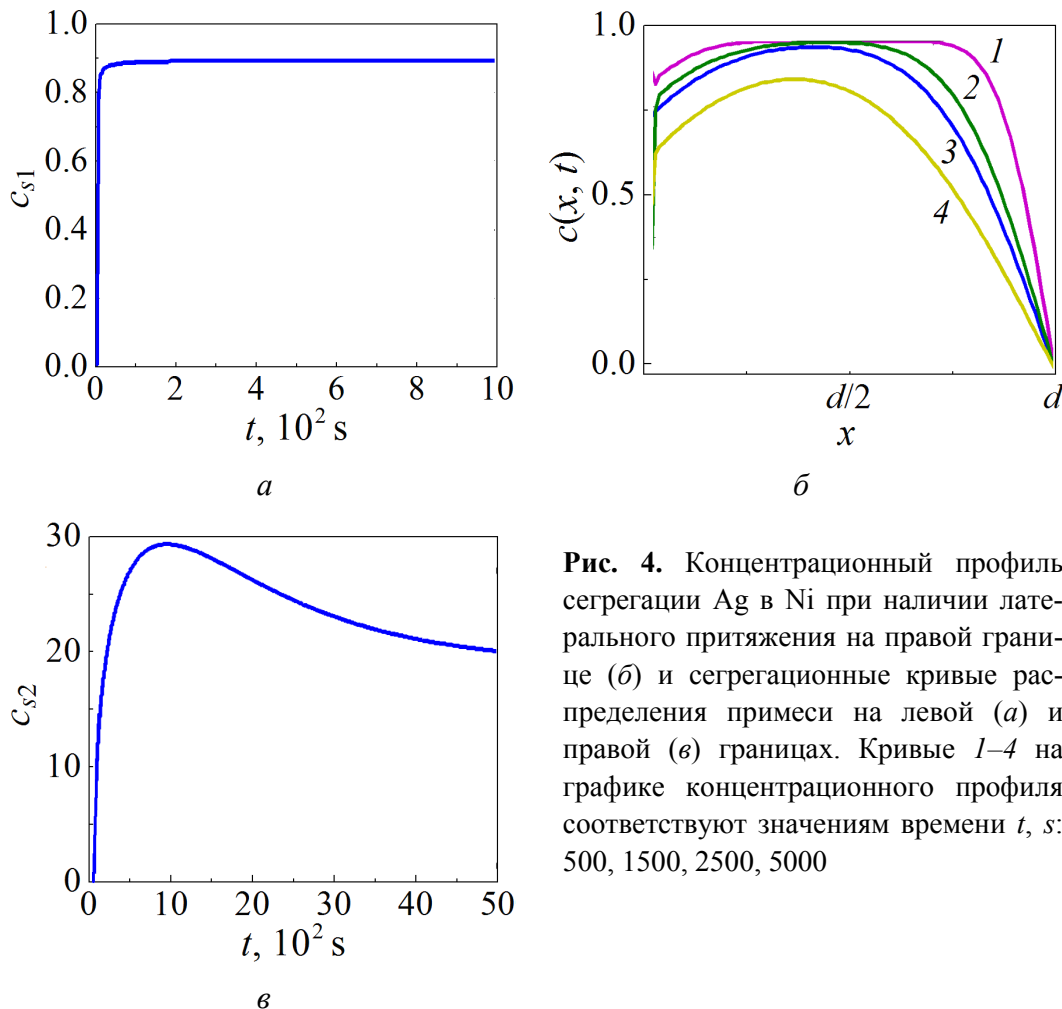 1.0
0.8
0.6
0.4
0.2
0.0
c_{s1}
0 2 4 6 8 10
t, 10^2 s
а
1.0
0.5
0.0
c(x, t)
1
2
3
4
d/2 d
x
б
30
20
10
0
c_{s2}
0 10 20 30 40 50
t, 10^2 s
в
Рис. 4. Концентрационный профиль
сегрегации Ag в Ni при наличии лате-
рального притяжения на правой грани-
це (б) и сегрегационные кривые рас-
пределения примеси на левой (а) и
правой (в) границах. Кривые 1–4 на
графике концентрационного профиля
соответствуют значениям времени t, s:
500, 1500, 2500, 5000